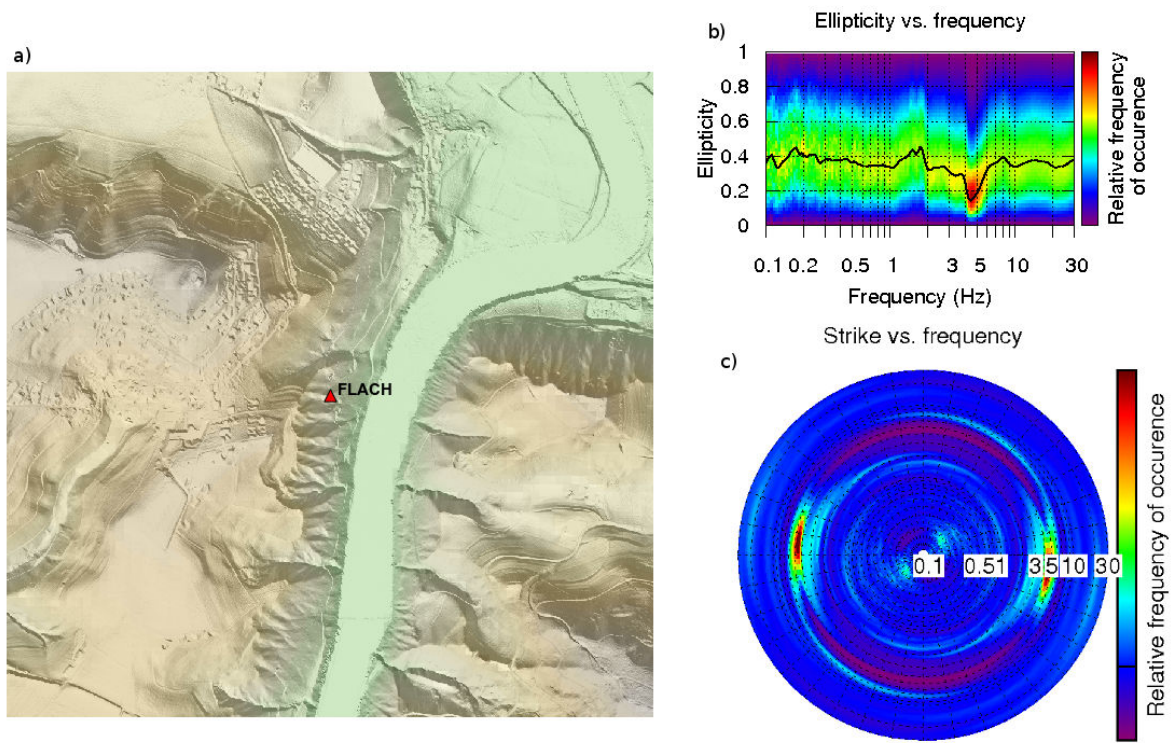 a)
FLACH
b)
Ellipticity vs. frequency
Ellipticity
1
0.8
0.6
0.4
0.2
0
0.1 0.2 0.5 1 3 5 10 30
Frequency (Hz)
Relative frequency
of occurence
Strike vs. frequency
c)
0.1 0.51 3 5 10 30
Relative frequency of occurence